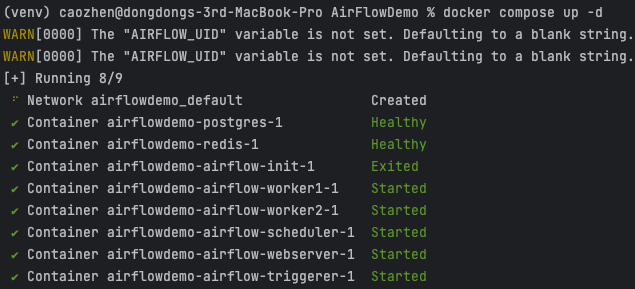 (venv) caozhen@dongdongs-3rd-MacBook-Pro AirFlowDemo % docker compose up -d
WARN[0000] The "AIRFLOW_UID" variable is not set. Defaulting to a blank string.
WARN[0000] The "AIRFLOW_UID" variable is not set. Defaulting to a blank string.
[+] Running 8/9
⠋ Network airflowdemo_default Created
✔ Container airflowdemo-postgres-1 Healthy
✔ Container airflowdemo-redis-1 Healthy
✔ Container airflowdemo-airflow-init-1 Exited
✔ Container airflowdemo-airflow-worker1-1 Started
✔ Container airflowdemo-airflow-worker2-1 Started
✔ Container airflowdemo-airflow-scheduler-1 Started
✔ Container airflowdemo-airflow-webserver-1 Started
✔ Container airflowdemo-airflow-triggerer-1 Started